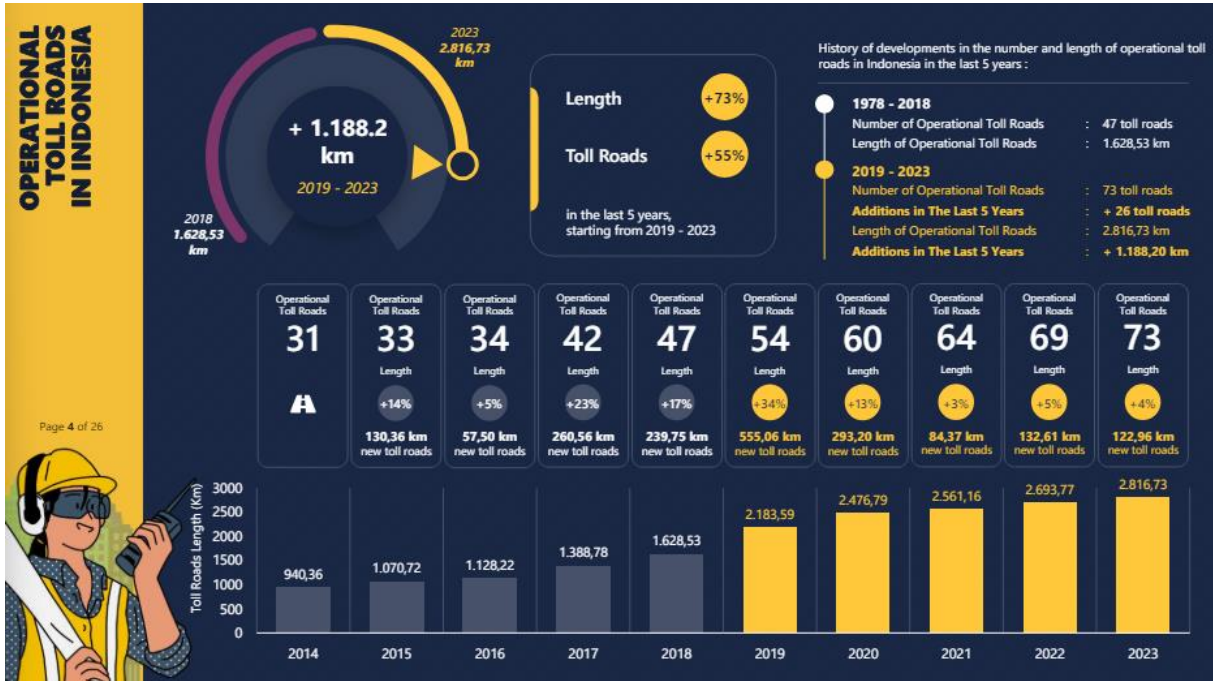 OPERATIONAL
TOLL ROADS
IN INDONESIA
Page 4 of 26
2023
2.816,73
km
+ 1.188.2
km
2019 - 2023
2018
1.628,53
km
Length +73%
Toll Roads +55%
in the last 5 years,
starting from 2019 - 2023
History of developments in the number and length of operational toll
roads in Indonesia in the last 5 years :
1978 - 2018
Number of Operational Toll Roads : 47 toll roads
Length of Operational Toll Roads : 1.628,53 km
2019 - 2023
Number of Operational Toll Roads : 73 toll roads
Additions in The Last 5 Years : + 26 toll roads
Length of Operational Toll Roads : 2.816,73 km
Additions in The Last 5 Years : + 1.188,20 km
Operational
Toll Roads
31
Operational
Toll Roads
33
Length
+14%
130,36 km
new toll roads
Operational
Toll Roads
34
Length
+5%
57,50 km
new toll roads
Operational
Toll Roads
42
Length
+23%
260,56 km
new toll roads
Operational
Toll Roads
47
Length
+17%
239,75 km
new toll roads
Operational
Toll Roads
54
Length
+34%
555,06 km
new toll roads
Operational
Toll Roads
60
Length
+13%
293,20 km
new toll roads
Operational
Toll Roads
64
Length
+3%
84,37 km
new toll roads
Operational
Toll Roads
69
Length
+5%
132,61 km
new toll roads
Operational
Toll Roads
73
Length
+4%
122,96 km
new toll roads
Toll Roads Length (Km)
3000
2500
2000
1500
1000
500
0
940,36
1.070,72
1.128,22
1.388,78
1.628,53
2.183,59
2.476,79
2.561,16
2.693,77
2.816,73
2014 2015 2016 2017 2018 2019 2020 2021 2022 2023